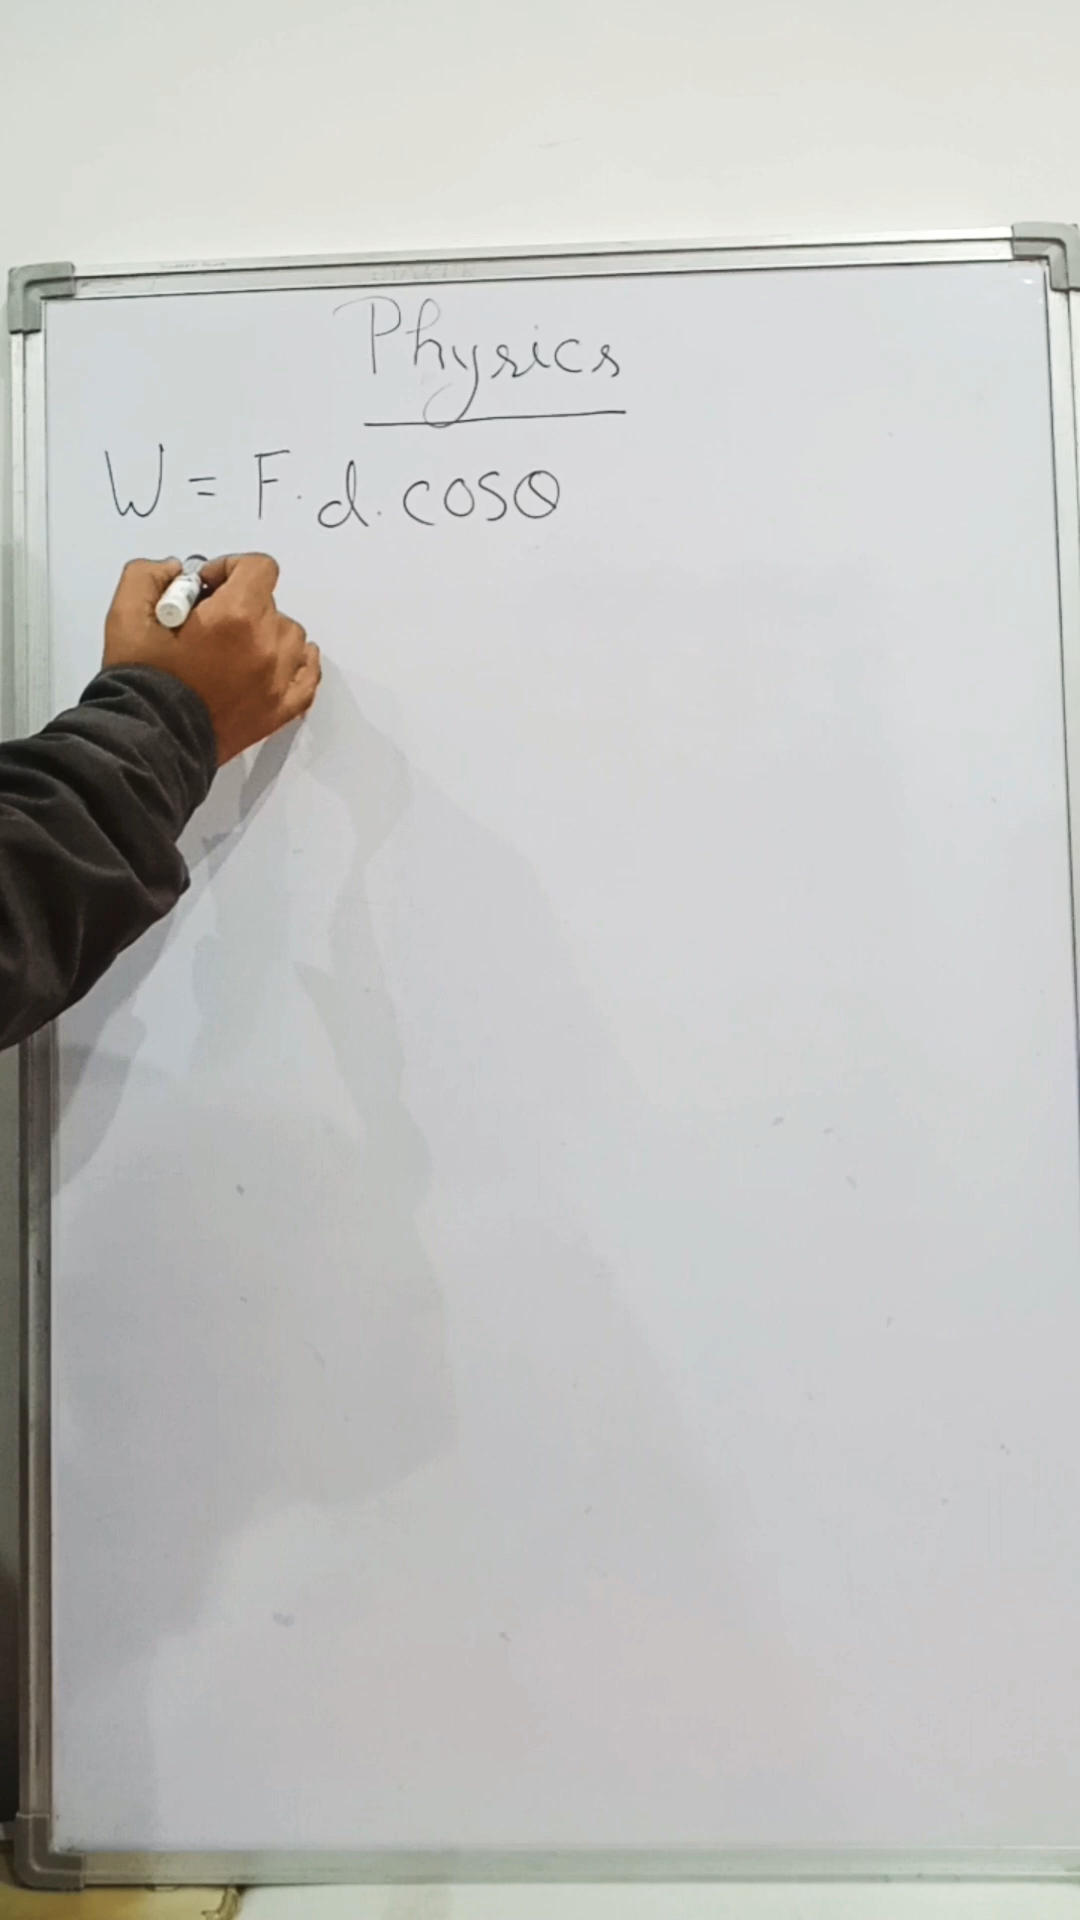 Physics
W = F. d. cosθ